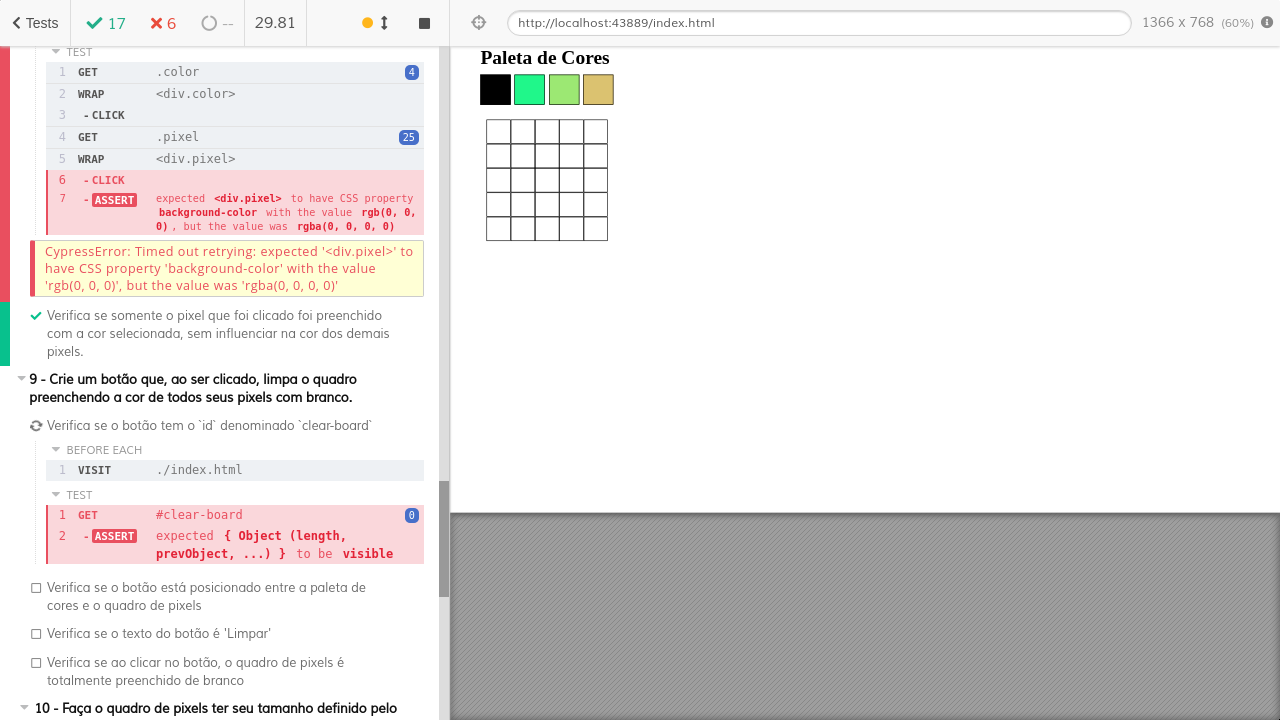 Tests
17
6
--
29.81
http://localhost:43889/index.html
1366 x 768 (60%)
TEST
1 GET .color 4
2 WRAP <div.color>
3 - CLICK
4 GET .pixel 25
5 WRAP <div.pixel>
6 - CLICK
7 - ASSERT expected <div.pixel> to have CSS property
background-color with the value rgb(0, 0,
0) , but the value was rgba(0, 0, 0, 0)
CypressError: Timed out retrying: expected '<div.pixel>' to
have CSS property 'background-color' with the value
'rgb(0, 0, 0)', but the value was 'rgba(0, 0, 0, 0)'
Verifica se somente o pixel que foi clicado foi preenchido
com a cor selecionada, sem influenciar na cor dos demais
pixels.
9 - Crie um botão que, ao ser clicado, limpa o quadro
preenchendo a cor de todos seus pixels com branco.
Verifica se o botão tem o `id` denominado `clear-board`
BEFORE EACH
1 VISIT ./index.html
TEST
1 GET #clear-board 0
2 - ASSERT expected { Object (length,
prevObject, ...) } to be visible
Verifica se o botão está posicionado entre a paleta de
cores e o quadro de pixels
Verifica se o texto do botão é 'Limpar'
Verifica se ao clicar no botão, o quadro de pixels é
totalmente preenchido de branco
10 - Faça o quadro de pixels ter seu tamanho definido pelo
Paleta de Cores